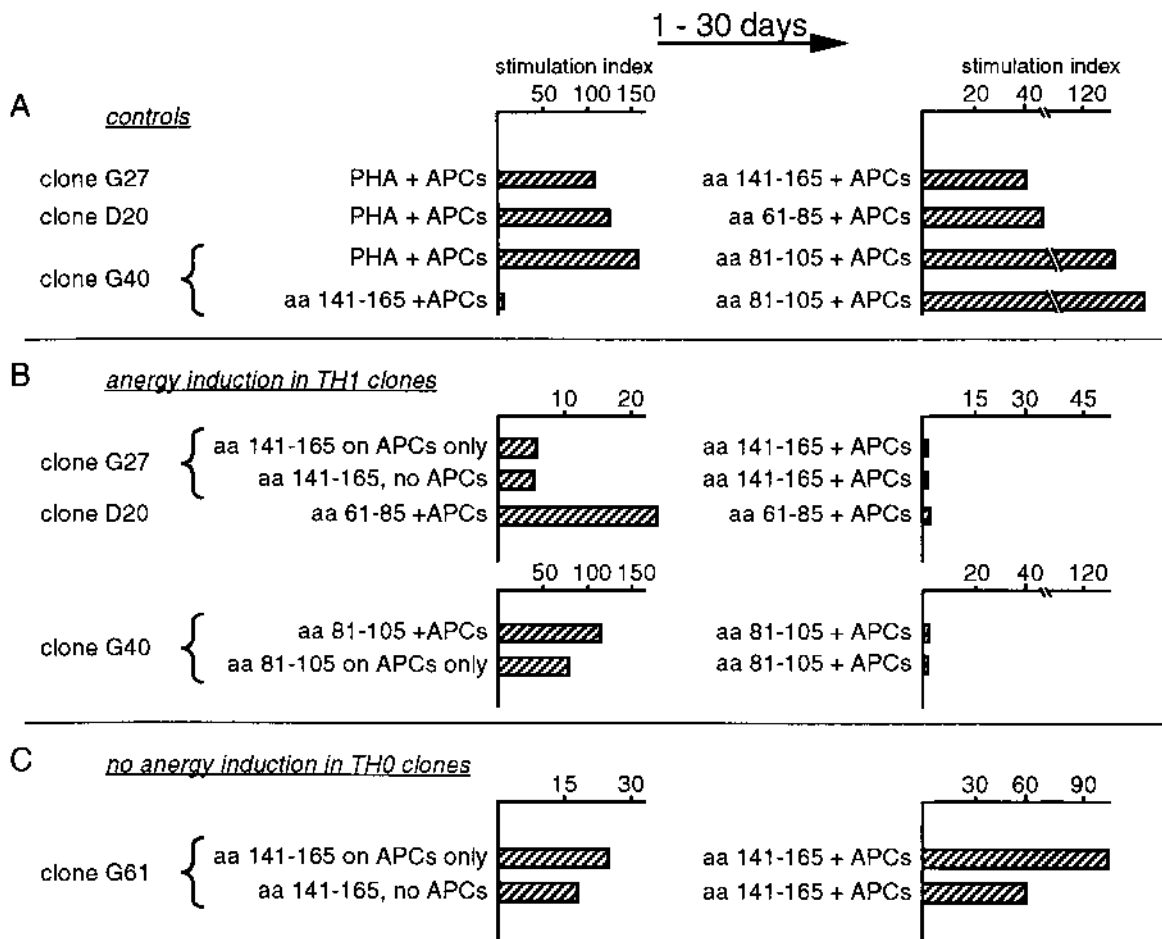 1 - 30 days
stimulation index
50 100 150
stimulation index
20 40 120
A
controls
clone G27
PHA + APCs
aa 141-165 + APCs
clone D20
PHA + APCs
aa 61-85 + APCs
clone G40
PHA + APCs
aa 81-105 + APCs
aa 141-165 +APCs
aa 81-105 + APCs
B
anergy induction in TH1 clones
10 20
15 30 45
clone G27
aa 141-165 on APCs only
aa 141-165 + APCs
aa 141-165, no APCs
aa 141-165 + APCs
clone D20
aa 61-85 +APCs
aa 61-85 + APCs
50 100 150
20 40 120
clone G40
aa 81-105 +APCs
aa 81-105 + APCs
aa 81-105 on APCs only
aa 81-105 + APCs
C
no anergy induction in TH0 clones
15 30
30 60 90
clone G61
aa 141-165 on APCs only
aa 141-165 + APCs
aa 141-165, no APCs
aa 141-165 + APCs